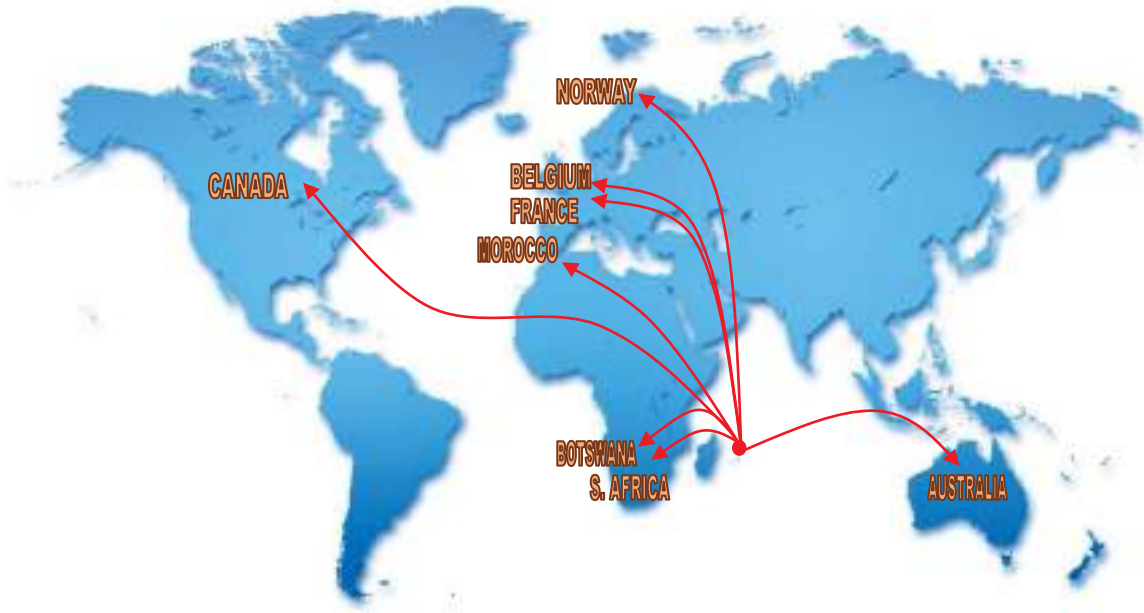 NORWAY
BELGIUM
CANADA
FRANCE
MOROCCO
BOTSWANA
S. AFRICA
AUSTRALIA